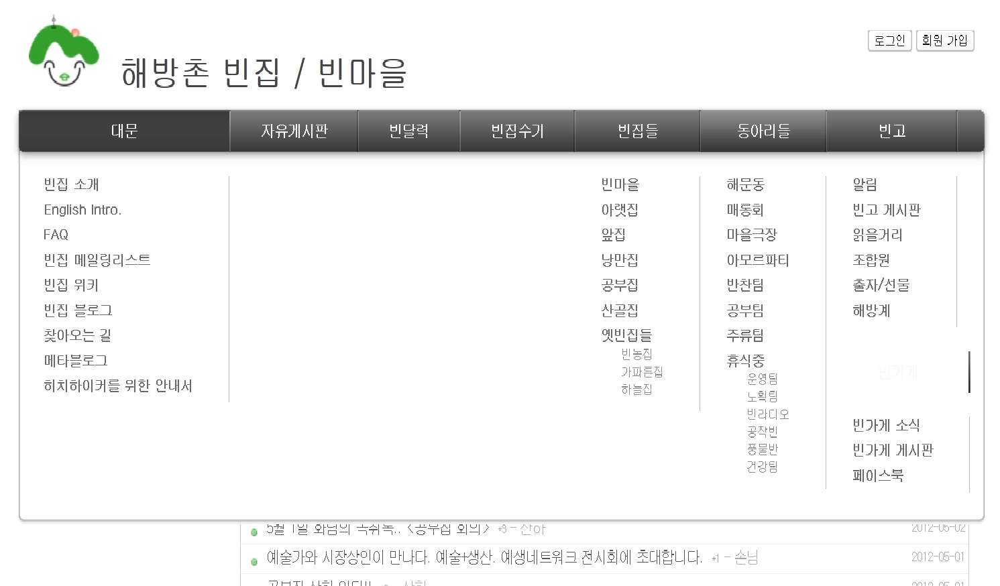 로그인 회원 가입
해방촌 빈집 / 빈마을
대문 자유게시판 빈달력 빈집수기 빈집들 동아리들 빈고
빈집 소개
English Intro.
FAQ
빈집 메일링리스트
빈집 위키
빈집 블로그
찾아오는 길
메타블로그
히치하이커를 위한 안내서
빈마을
아랫집
앞집
낭만집
공부집
산골집
옛빈집들
빈농집
가파른집
하늘집
해문동
매롱회
마을극장
아모르파티
반찬팀
공부팀
주류팀
휴식중
운영팀
노획팀
빈라디오
공작빈
풍물반
건강팀
알림
빈고 게시판
읽을거리
조합원
출자/선물
해방계
빈가게
빈가게 소식
빈가게 게시판
페이스북
5월 1일 화님의 녹취록.. <공부집 회의> *3 - 산하 2012-05-02
예술가와 시장상인이 만나다. 예술+생산. 예생네트워크 전시회에 초대합니다. *1 - 손님 2012-05-01
2012-05-01